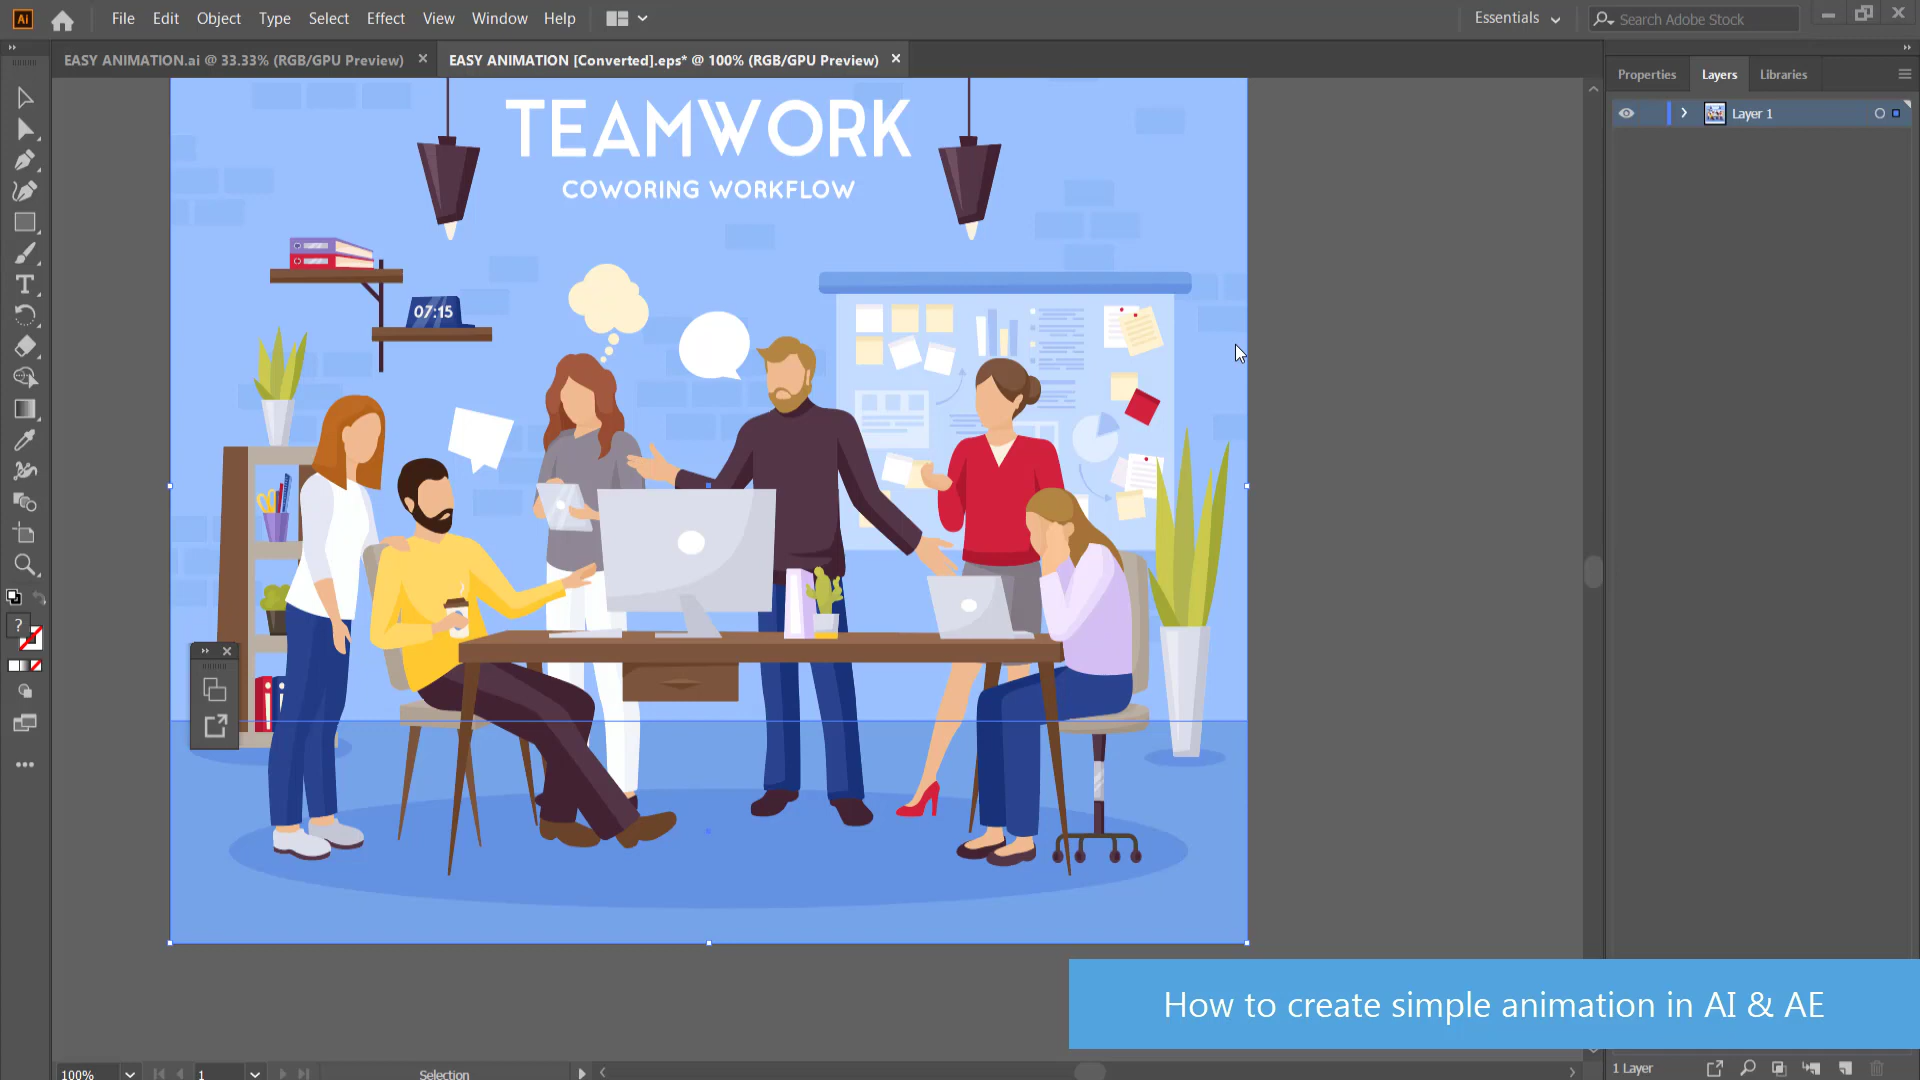 Ai File Edit Object Type Select Effect View Window Help Essentials Search Adobe Stock
EASY ANIMATION.ai @ 33.33% (RGB/GPU Preview) EASY ANIMATION [Converted].eps* @ 100% (RGB/GPU Preview)
Properties Layers Libraries
Layer 1
TEAMWORK
COWORING WORKFLOW
07:15
How to create simple animation in AI & AE
100% 1 Selection
1 Layer